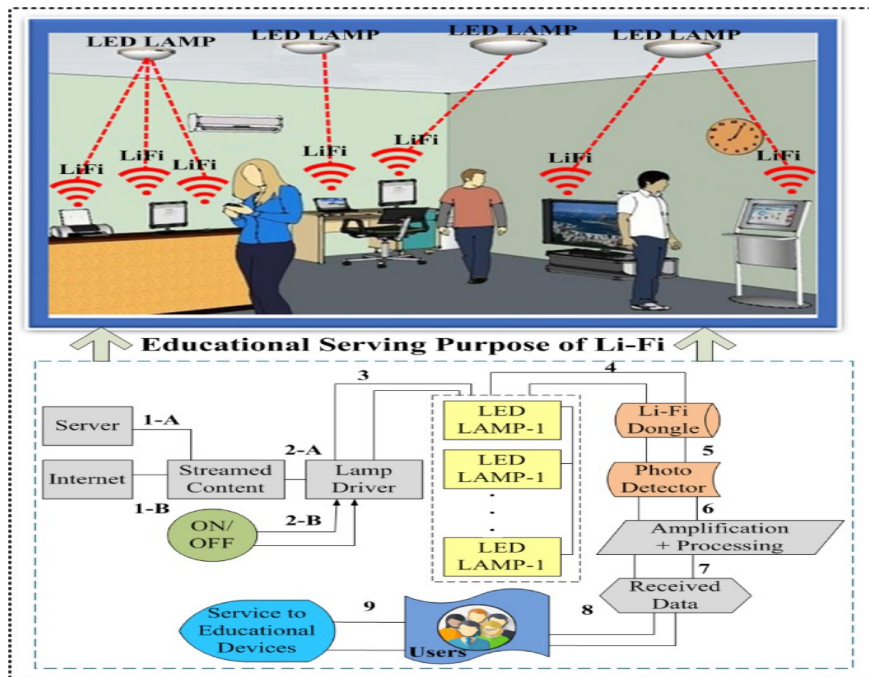 LED LAMP
LED LAMP
LED LAMP
LED LAMP
LiFi
LiFi
LiFi
LiFi
LiFi
LiFi
LiFi
Educational Serving Purpose of Li-Fi
3
4
Server
1-A
LED
LAMP-1
Li-Fi
Dongle
2-A
5
Internet
Streamed
Content
Lamp
Driver
LED
LAMP-1
Photo
Detector
1-B
ON/
OFF
2-B
6
Amplification
+ Processing
LED
LAMP-1
7
Received
Data
Service to
Educational
Devices
9
Users
8